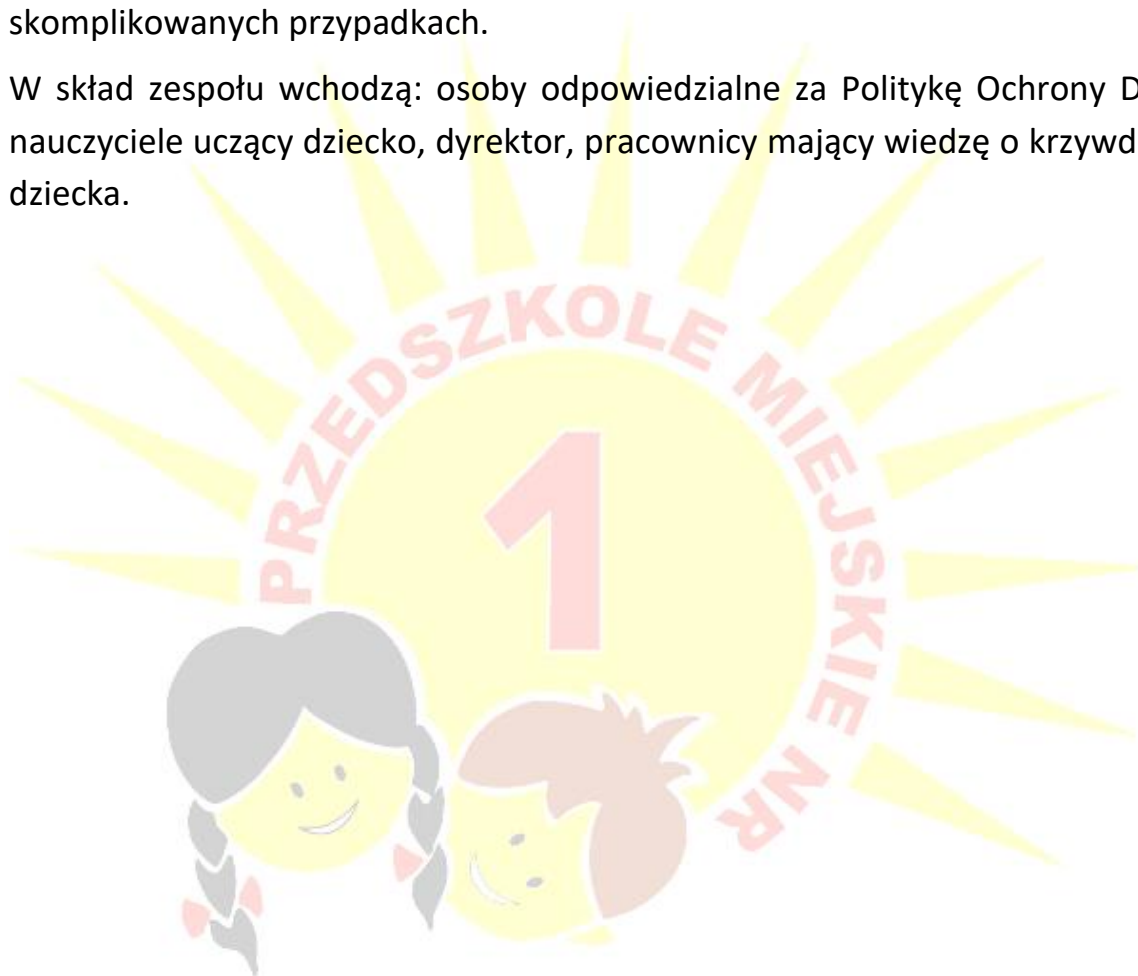 skomplikowanych przypadkach.
W skład zespołu wchodzą: osoby odpowiedzialne za Politykę Ochrony D
nauczyciele uczący dziecko, dyrektor, pracownicy mający wiedzę o krzywd
dziecka.
PRZEDSZKOLE MIEJSKIE NR
1